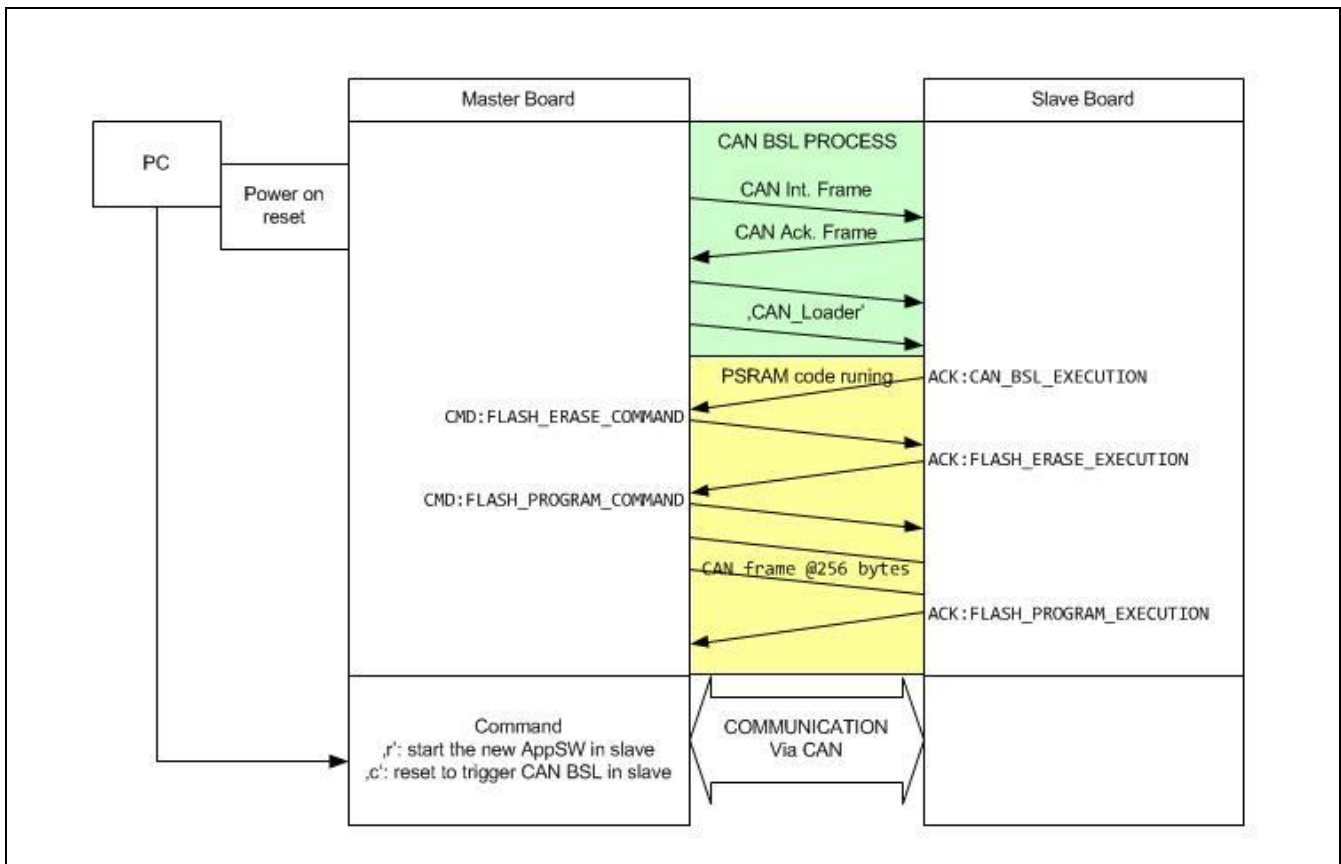 Master Board
Slave Board
PC
Power on
reset
CAN BSL PROCESS
CAN Int. Frame
CAN Ack. Frame
‚CAN_Loader'
PSRAM code runing
ACK:CAN_BSL_EXECUTION
CMD:FLASH_ERASE_COMMAND
ACK:FLASH_ERASE_EXECUTION
CMD:FLASH_PROGRAM_COMMAND
CAN frame @256 bytes
ACK:FLASH_PROGRAM_EXECUTION
Command
‚r': start the new AppSW in slave
‚c': reset to trigger CAN BSL in slave
COMMUNICATION
Via CAN